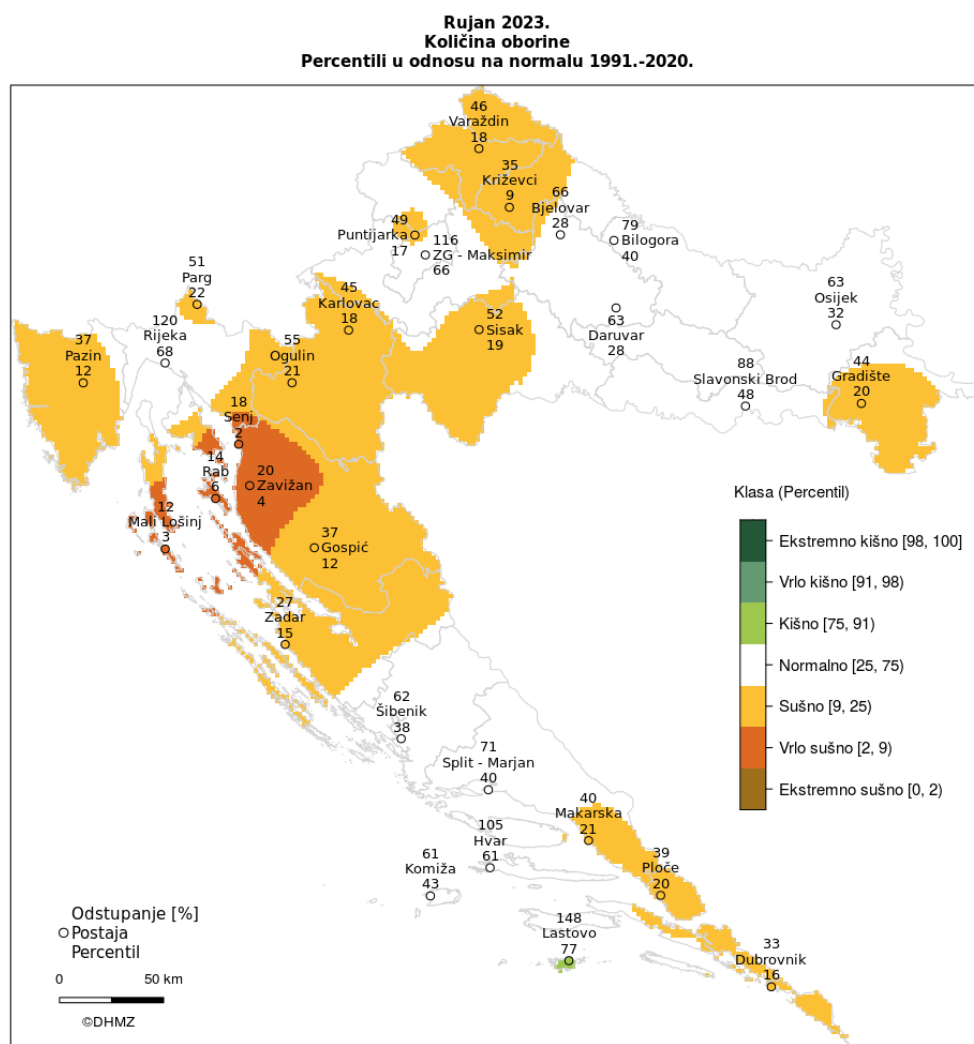 Rujan 2023.
Količina oborine
Percentili u odnosu na normalu 1991.-2020.
46
Varaždin
18
35
Križevci
9
66
Bjelovar
28
49
Puntijarka
17
116
ZG - Maksimir
66
79
Bilogora
40
51
Parg
22
63
Osijek
32
45
Karlovac
18
120
Rijeka
68
52
Sisak
19
63
Daruvar
28
37
Pazin
12
55
Ogulin
21
88
Slavonski Brod
48
44
Gradište
20
18
Senj
2
14
Rab
6
20
Zavižan
4
12
Mali Lošinj
3
37
Gospić
12
27
Zadar
15
62
Šibenik
38
71
Split - Marjan
40
40
Makarska
21
105
Hvar
61
61
Komiža
43
39
Ploče
20
148
Lastovo
77
33
Dubrovnik
16
Klasa (Percentil)
Ekstremno kišno [98, 100]
Vrlo kišno [91, 98)
Kišno [75, 91)
Normalno [25, 75)
Sušno [9, 25)
Vrlo sušno [2, 9)
Ekstremno sušno [0, 2)
Odstupanje [%]
Postaja
Percentil
0 50 km
©DHMZ